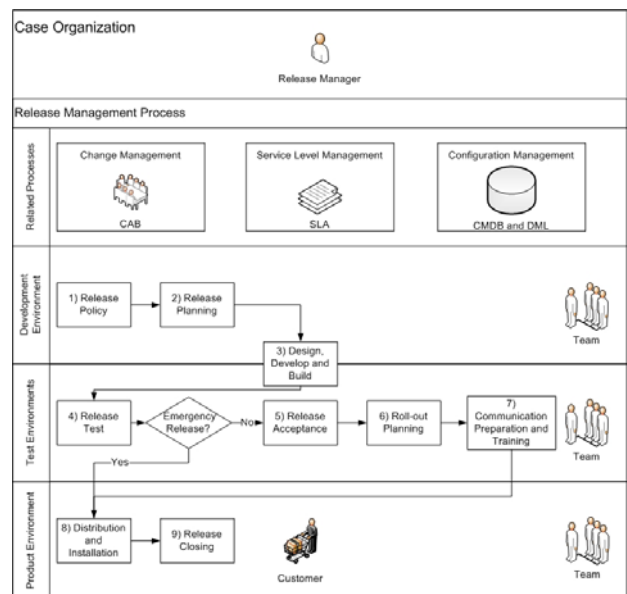 Case Organization
Release Manager
Release Management Process
Related Processes
Change Management
CAB
Service Level Management
SLA
Configuration Management
CMDB and DML
Development
Environment
1) Release
Policy
2) Release
Planning
3) Design,
Develop and
Build
Team
Test Environments
4) Release
Test
Emergency
Release?
No
5) Release
Acceptance
6) Roll-out
Planning
7)
Communication
Preparation and
Training
Team
Yes
Product Environment
8) Distribution
and
Installation
9) Release
Closing
Customer
Team